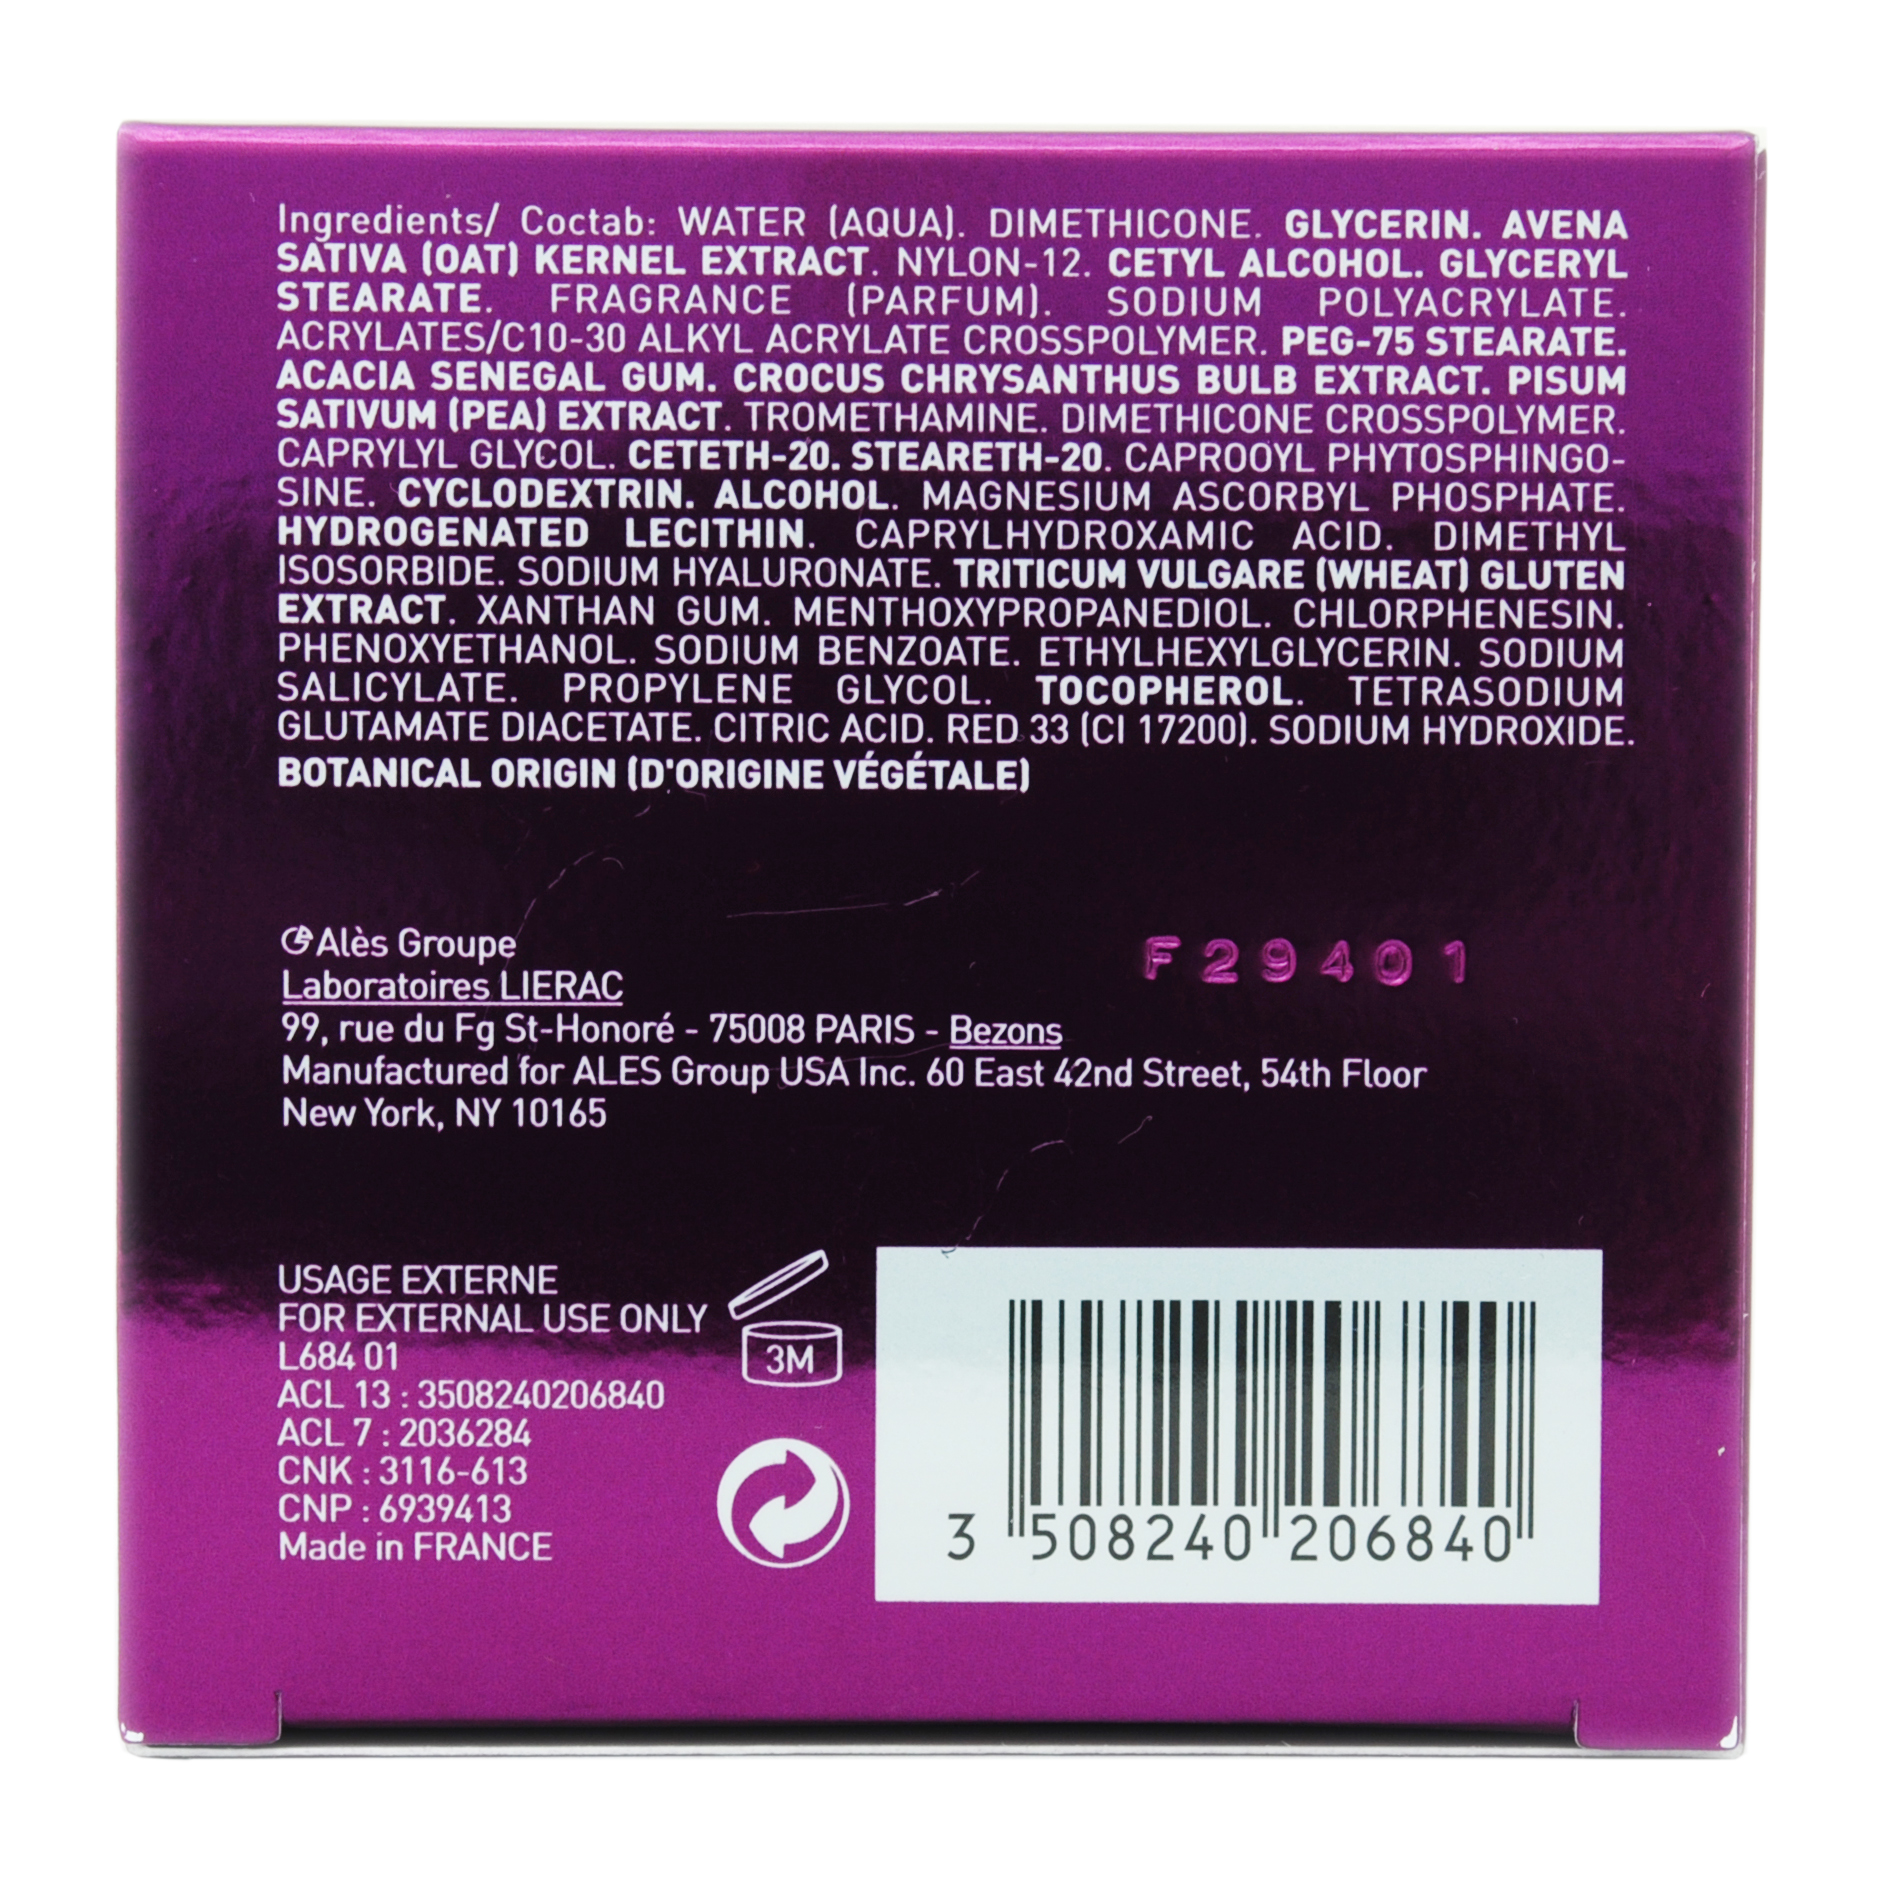 Ingredients/ Coctab: WATER (AQUA). DIMETHICONE. GLYCERIN. AVENA
SATIVA (OAT) KERNEL EXTRACT. NYLON-12. CETYL ALCOHOL. GLYCERYL
STEARATE. FRAGRANCE (PARFUM). SODIUM POLYACRYLATE.
ACRYLATES/C10-30 ALKYL ACRYLATE CROSSPOLYMER. PEG-75 STEARATE.
ACACIA SENEGAL GUM. CROCUS CHRYSANTHUS BULB EXTRACT. PISUM
SATIVUM (PEA) EXTRACT. TROMETHAMINE. DIMETHICONE CROSSPOLYMER.
CAPRYLYL GLYCOL. CETETH-20. STEARETH-20. CAPROOYL PHYTOSPHINGO-
SINE. CYCLODEXTRIN. ALCOHOL. MAGNESIUM ASCORBYL PHOSPHATE.
HYDROGENATED LECITHIN. CAPRYLHYDROXAMIC ACID. DIMETHYL
ISOSORBIDE. SODIUM HYALURONATE. TRITICUM VULGARE (WHEAT) GLUTEN
EXTRACT. XANTHAN GUM. MENTHOXYPROPANEDIOL. CHLORPHENESIN.
PHENOXYETHANOL. SODIUM BENZOATE. ETHYLHEXYLGLYCERIN. SODIUM
SALICYLATE. PROPYLENE GLYCOL. TOCOPHEROL. TETRASODIUM
GLUTAMATE DIACETATE. CITRIC ACID. RED 33 (CI 17200). SODIUM HYDROXIDE.
BOTANICAL ORIGIN (D'ORIGINE VÉGÉTALE)
Alès Groupe
Laboratoires LIERAC
99, rue du Fg St-Honoré - 75008 PARIS - Bezons
Manufactured for ALES Group USA Inc. 60 East 42nd Street, 54th Floor
New York, NY 10165
F29401
USAGE EXTERNE
FOR EXTERNAL USE ONLY
L684 01
ACL 13 : 3508240206840
ACL 7 : 2036284
CNK : 3116-613
CNP : 6939413
Made in FRANCE
3M
3 508240 206840